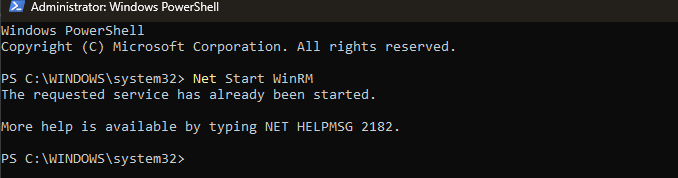 Administrator: Windows PowerShell
Windows PowerShell
Copyright (C) Microsoft Corporation. All rights reserved.
PS C:\WINDOWS\system32> Net Start WinRM
The requested service has already been started.
More help is available by typing NET HELPMSG 2182.
PS C:\WINDOWS\system32>